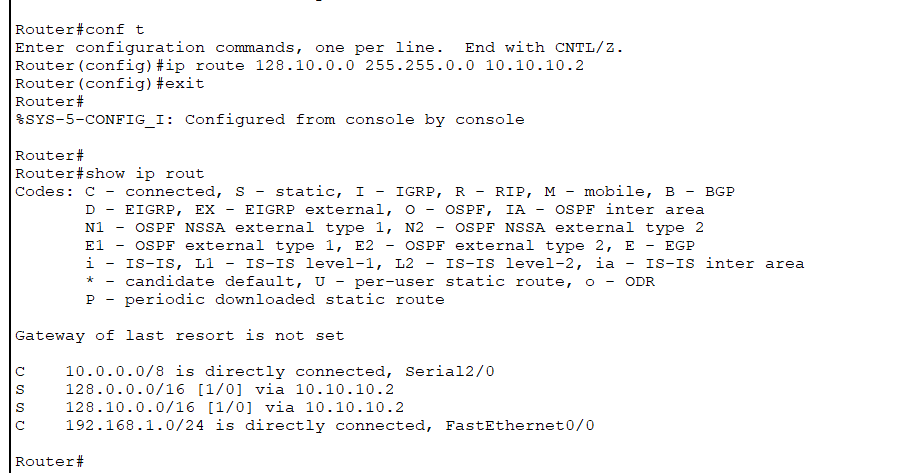 Router#conf t
Enter configuration commands, one per line.  End with CNTL/Z.
Router(config)#ip route 128.10.0.0 255.255.0.0 10.10.10.2
Router(config)#exit
Router#
%SYS-5-CONFIG_I: Configured from console by console
Router#
Router#show ip rout
Codes: C - connected, S - static, I - IGRP, R - RIP, M - mobile, B - BGP
       D - EIGRP, EX - EIGRP external, O - OSPF, IA - OSPF inter area
       N1 - OSPF NSSA external type 1, N2 - OSPF NSSA external type 2
       E1 - OSPF external type 1, E2 - OSPF external type 2, E - EGP
       i - IS-IS, L1 - IS-IS level-1, L2 - IS-IS level-2, ia - IS-IS inter area
       * - candidate default, U - per-user static route, o - ODR
       P - periodic downloaded static route
Gateway of last resort is not set
C    10.0.0.0/8 is directly connected, Serial2/0
S    128.0.0.0/16 [1/0] via 10.10.10.2
S    128.10.0.0/16 [1/0] via 10.10.10.2
C    192.168.1.0/24 is directly connected, FastEthernet0/0
Router#